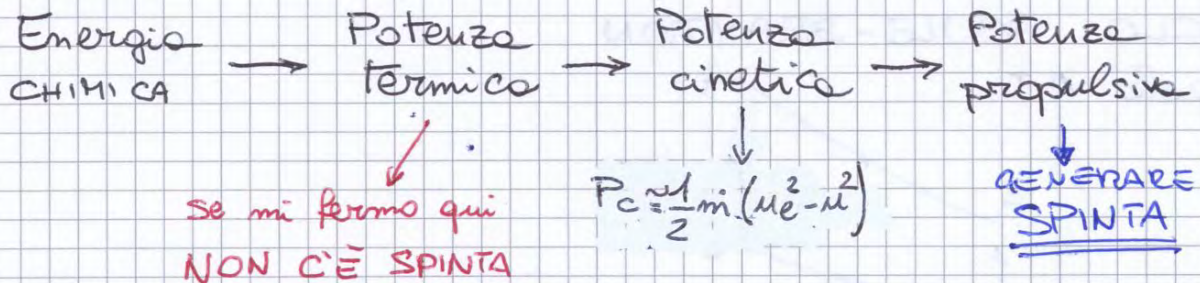 Energia → Potenza → Potenza → Potenza
CHIMICA termica cinetica propulsiva
se mi fermo qui
NON C'È SPINTA
Pc ≃ 1/2 ṁ (ue² - u²)
GENERARE
SPINTA